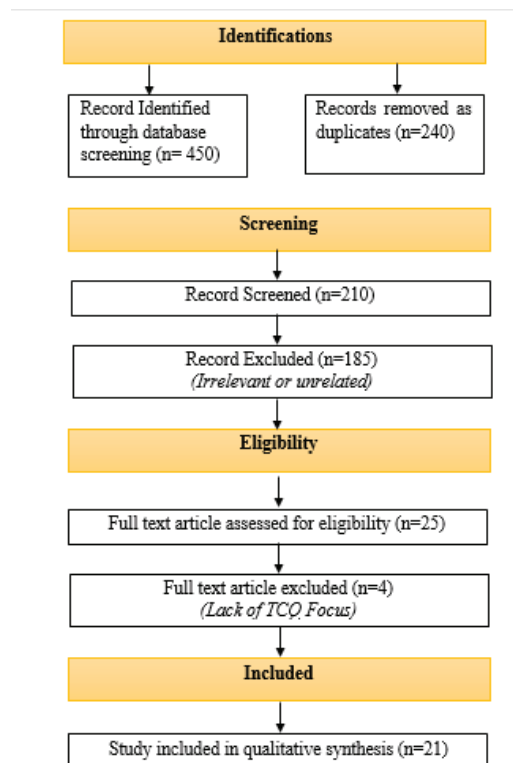 Identifications
Record Identified
through database
screening (n= 450)
Records removed as
duplicates (n=240)
Screening
Record Screened (n=210)
Record Excluded (n=185)
(Irrelevant or unrelated)
Eligibility
Full text article assessed for eligibility (n=25)
Full text article excluded (n=4)
(Lack of TCQ Focus)
Included
Study included in qualitative synthesis (n=21)